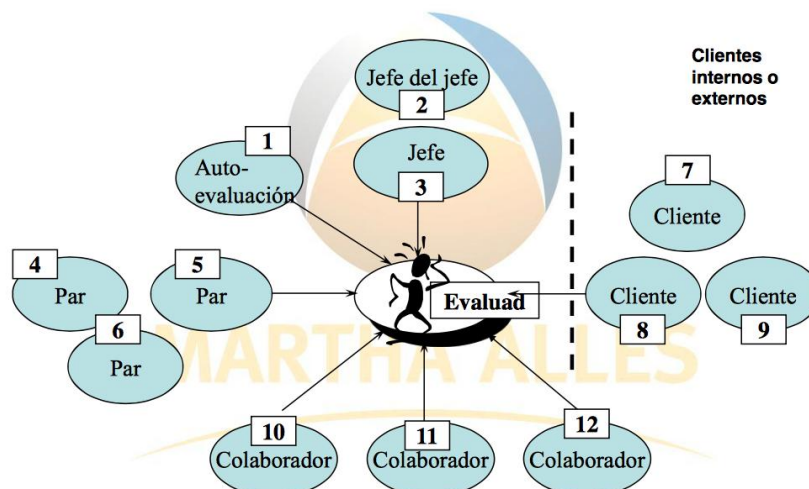 Clientes
internos o
externos
Jefe del jefe
2
1
Auto-
evaluación
Jefe
3
7
Cliente
4
Par
5
Par
6
Par
Evaluad
Cliente
8
Cliente
9
MARTHA ALLES
10
Colaborador
11
Colaborador
12
Colaborador